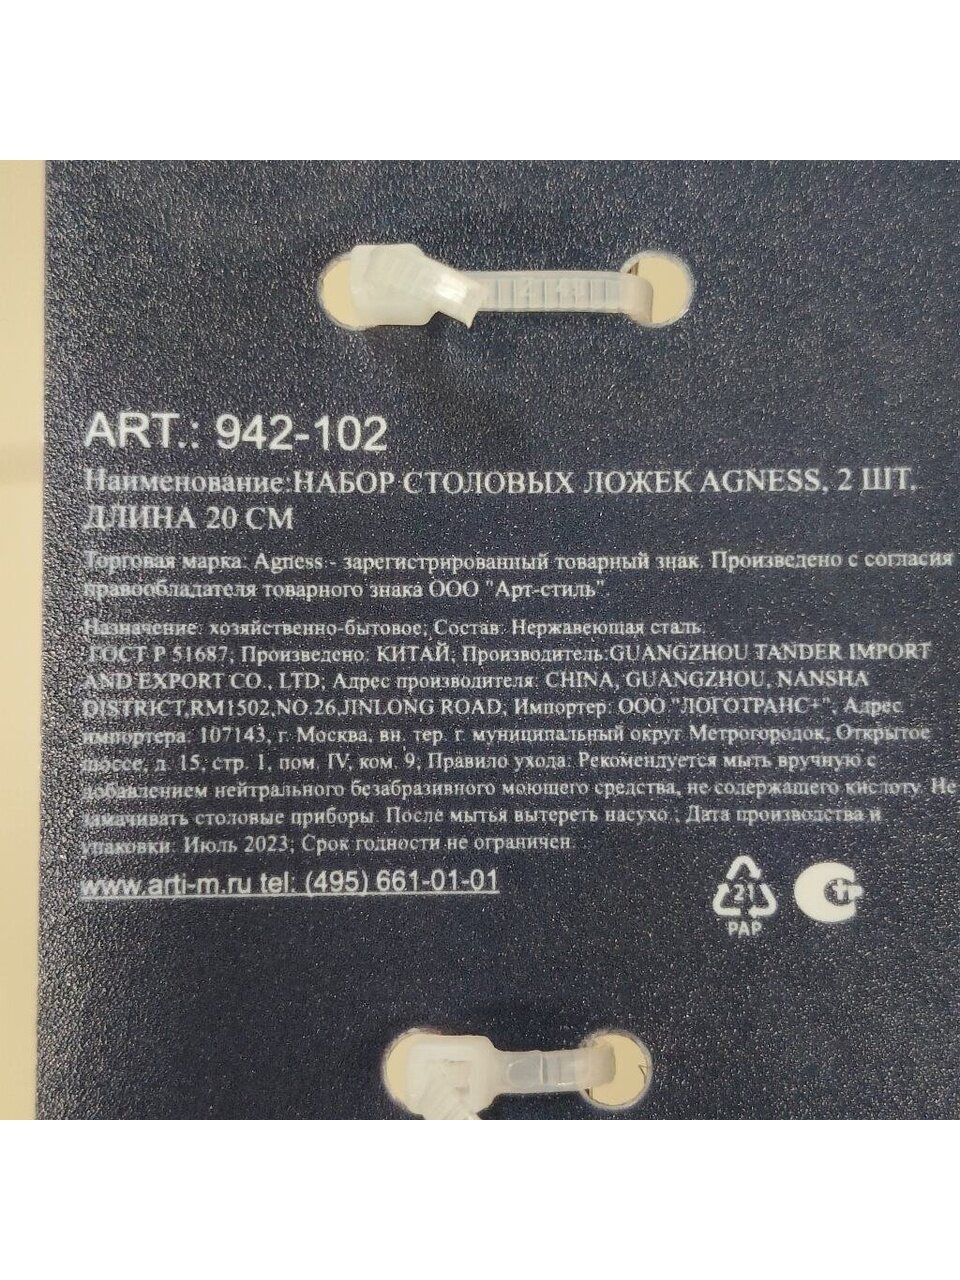 ART.: 942-102
Наименование:НАБОР СТОЛОВЫХ ЛОЖЕК AGNESS, 2 ШТ,
ДЛИНА 20 СМ
Торговая марка: Agness - зарегистрированный товарный знак. Произведено с согласия
правообладателя товарного знака ООО "Арт-стиль".
Назначение: хозяйственно-бытовое; Состав: Нержавеющая сталь.
ГОСТ Р 51687; Произведено: КИТАЙ; Производитель:GUANGZHOU TANDER IMPORT
AND EXPORT CO., LTD; Адрес производителя: CHINA, GUANGZHOU, NANSHA
DISTRICT,RM1502,NO.26,JINLONG ROAD; Импортер: ООО "ЛОГОТРАНС+", Адрес
импортера: 107143, г. Москва, вн. тер. г. муниципальный округ Метрогородок, Открытое
шоссе, д. 15, стр. 1, пом. IV, ком. 9; Правило ухода: Рекомендуется мыть вручную с
добавлением нейтрального безабразивного моющего средства, не содержащего кислоту. Не
замачивать столовые приборы. После мытья вытереть насухо.; Дата производства и
упаковки: Июль 2023; Срок годности не ограничен.
www.arti-m.ru tel: (495) 661-01-01
21
PAP